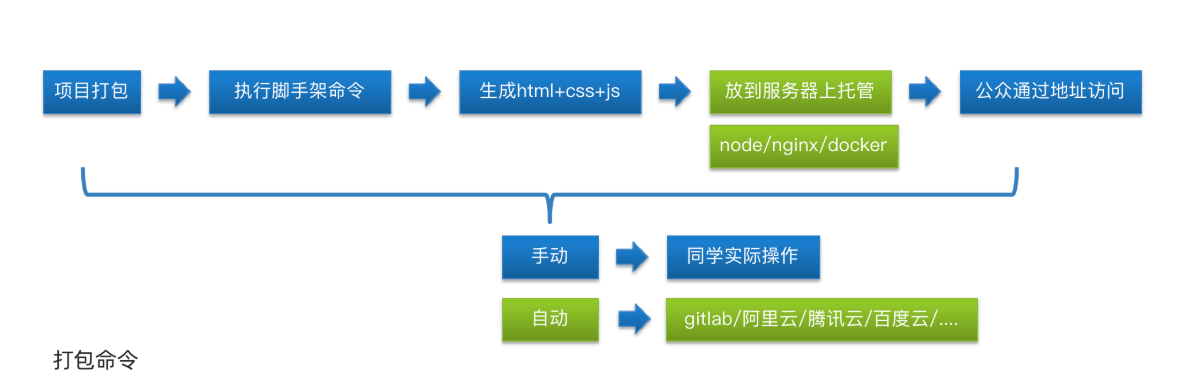 项目打包
执行脚手架命令
生成html+css+js
放到服务器上托管
公众通过地址访问
node/nginx/docker
手动
同学实际操作
自动
gitlab/阿里云/腾讯云/百度云/....
打包命令